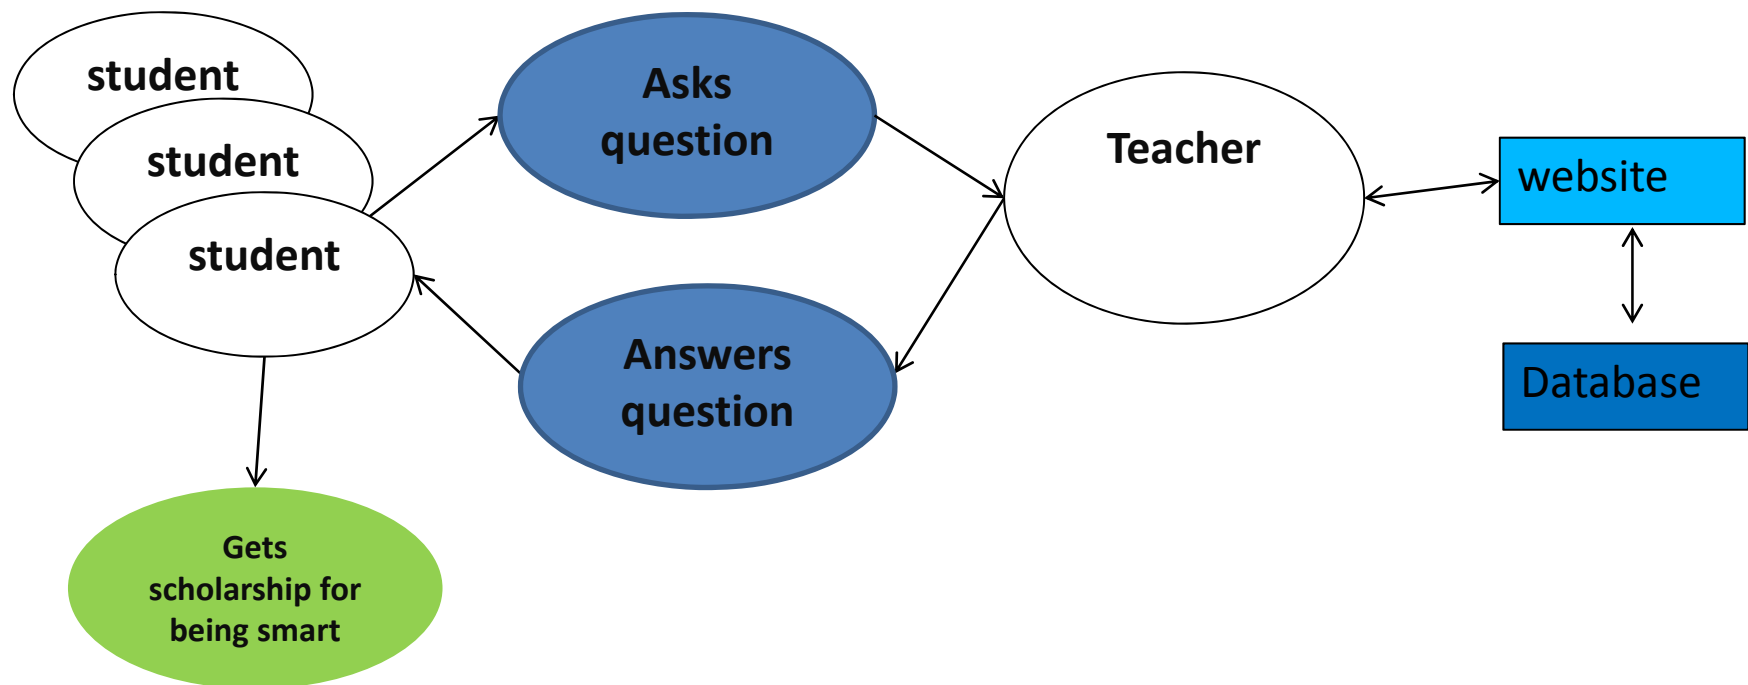 student
student
student
Asks
question
Teacher
website
Answers
question
Database
Gets
scholarship for
being smart